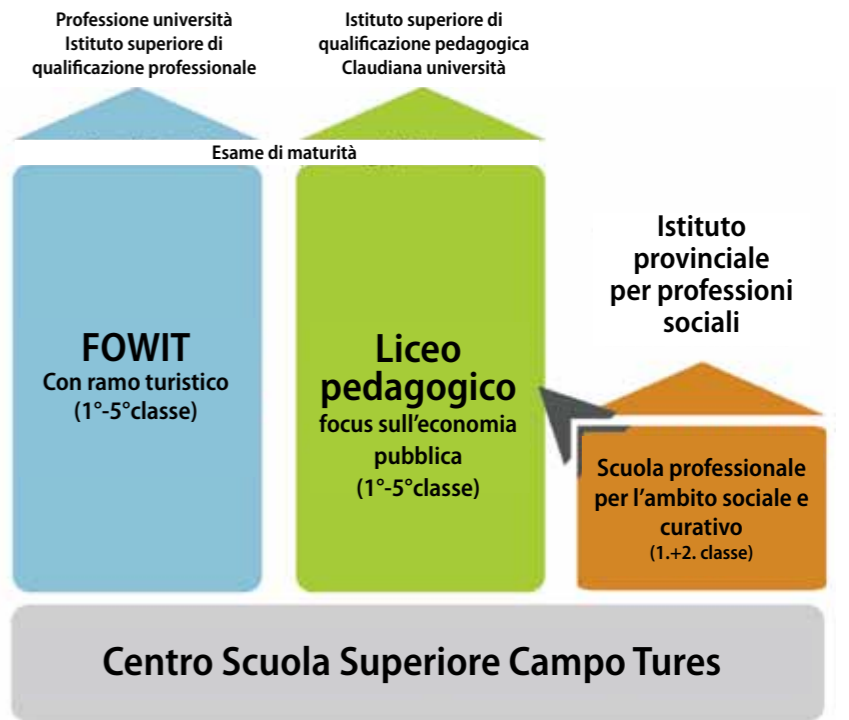 Professione università
Istituto superiore di
qualificazione professionale
Istituto superiore di
qualificazione pedagogica
Claudiana università
Esame di maturità
FOWIT
Con ramo turistico
(1°-5°classe)
Liceo
pedagogico
focus sull'economia
pubblica
(1°-5°classe)
Istituto
provinciale
per professioni
sociali
Scuola professionale
per l'ambito sociale e
curativo
(1.+2. classe)
Centro Scuola Superiore Campo Tures